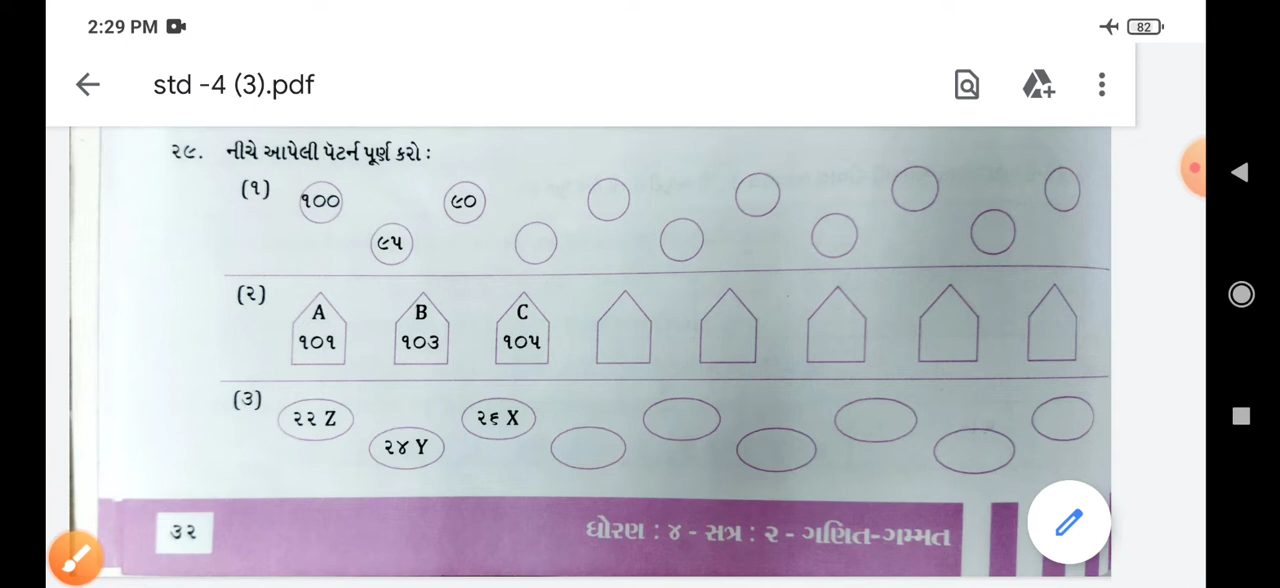 2:29 PM
82
std -4 (3).pdf
૨૯. નીચે આપેલી પૅટર્ન પૂર્ણ કરો :
(૧) ૧૦૦ ૯૦
૯૫
(૨) A B C
૧૦૧ ૧૦૩ ૧૦૫
(૩) ૨૨ Z ૨૬ X
૨૪ Y
૩૨ ધોરણ : ૪ - સત્ર : ૨ - ગણિત-ગમ્મત